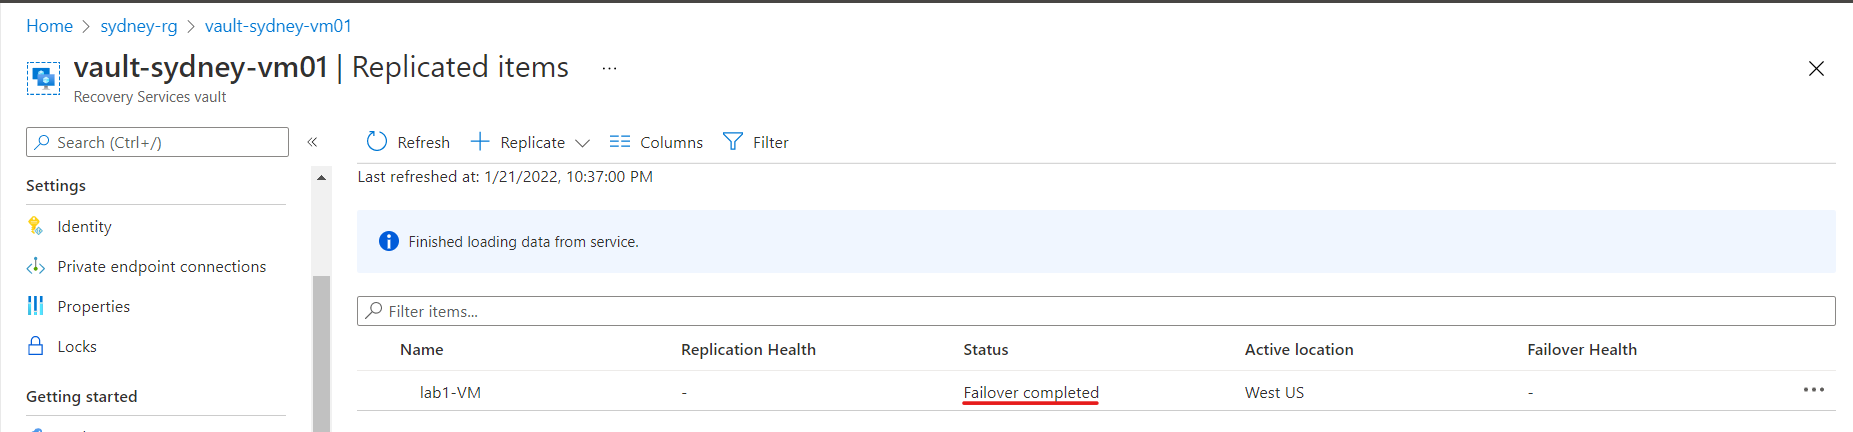 Home > sydney-rg > vault-sydney-vm01
vault-sydney-vm01 | Replicated items ...
Recovery Services vault
Search (Ctrl+/)
«
Settings
Identity
Private endpoint connections
Properties
Locks
Getting started
Refresh
Replicate
Columns
Filter
Last refreshed at: 1/21/2022, 10:37:00 PM
Finished loading data from service.
Filter items...
Name Replication Health Status Active location Failover Health
lab1-VM - Failover completed West US - ...